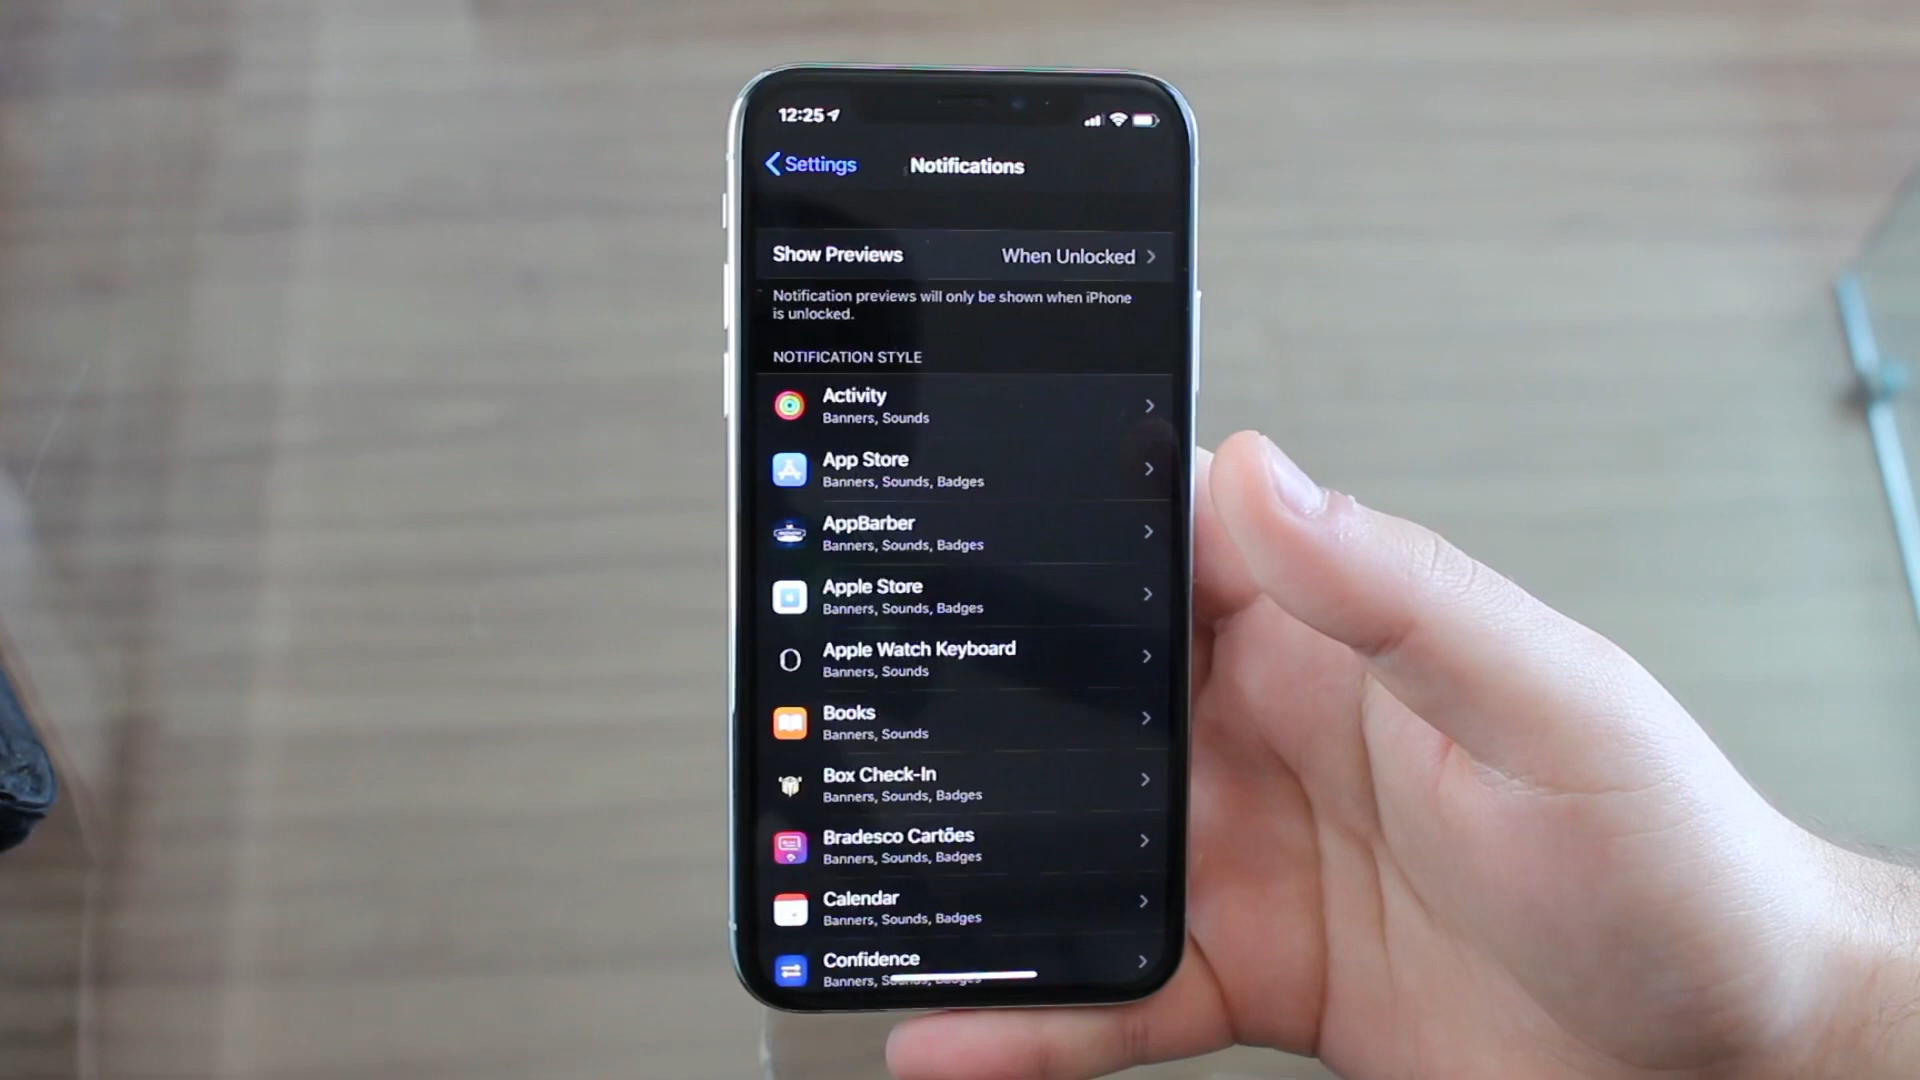 12:25
Settings
Notifications
Show Previews
When Unlocked
Notification previews will only be shown when iPhone
is unlocked.
NOTIFICATION STYLE
Activity
Banners, Sounds
App Store
Banners, Sounds, Badges
AppBarber
Banners, Sounds, Badges
Apple Store
Banners, Sounds, Badges
Apple Watch Keyboard
Banners, Sounds
Books
Banners, Sounds
Box Check-In
Banners, Sounds, Badges
Bradesco Cartões
Banners, Sounds, Badges
Calendar
Banners, Sounds, Badges
Confidence
Banners, Sounds, Badges